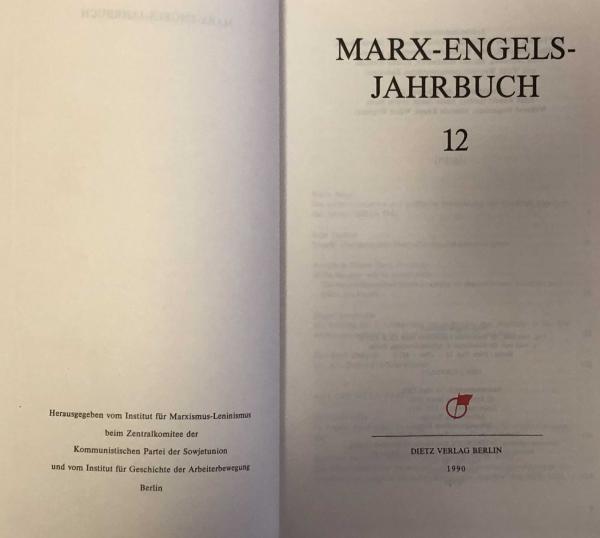 Herausgegeben vom Institut für Marxismus-Leninismus
beim Zentralkomitee der
Kommunistischen Partei der Sowjetunion
und vom Institut für Geschichte der Arbeiterbewegung
Berlin
MARX-ENGELS-
JAHRBUCH
12
DIETZ VERLAG BERLIN
1990